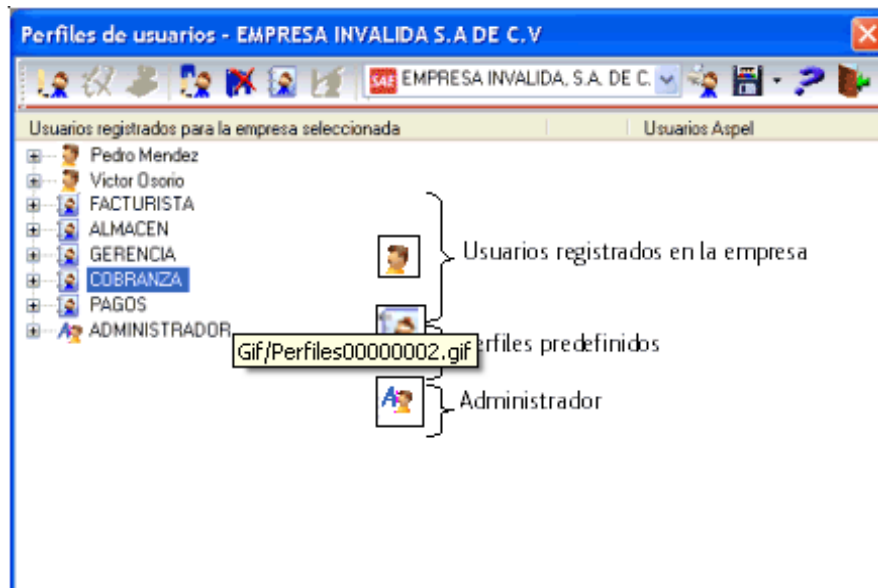 Perfiles de usuarios - EMPRESA INVALIDA S.A DE C.V
SAE EMPRESA INVALIDA, S.A. DE C.
Usuarios registrados para la empresa seleccionada Usuarios Aspel
Pedro Mendez
Victor Osorio
FACTURISTA
ALMACEN
GERENCIA
COBRANZA
PAGOS
ADMINISTRADOR
Usuarios registrados en la empresa
Gif/Perfiles00000002.gif
erfiles predefinidos
Administrador